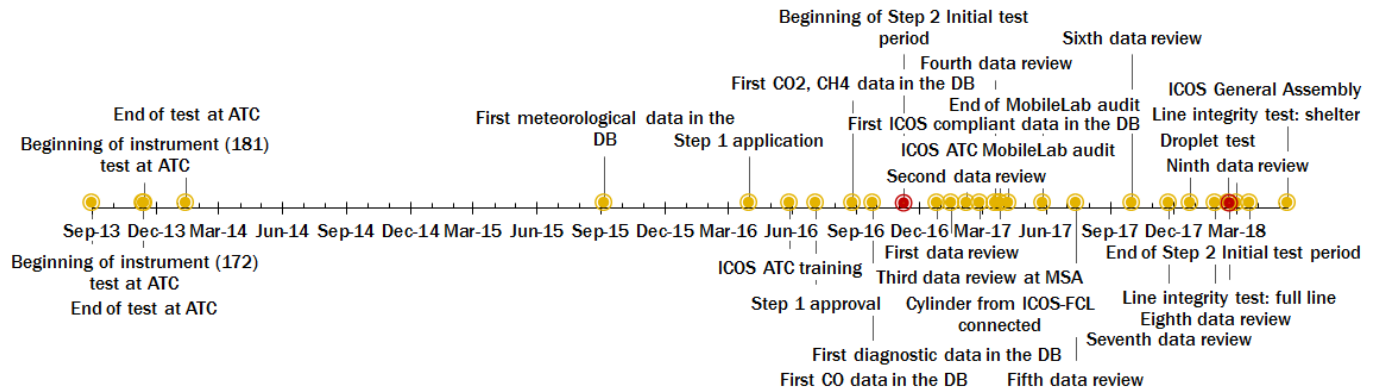 Beginning of Step 2 Initial test
period
Sixth data review
Fourth data review
First CO2, CH4 data in the DB
ICOS General Assembly
End of test at ATC
End of MobileLab audit
Line integrity test: shelter
First meteorological data in the
DB
First ICOS compliant data in the DB
Beginning of instrument (181)
test at ATC
Step 1 application
Droplet test
ICOS ATC MobileLab audit
Ninth data review
Second data review
Sep-13 Dec-13 Mar-14 Jun-14 Sep-14 Dec-14 Mar-15 Jun-15 Sep-15 Dec-15 Mar-16 Jun-16 Sep-16 Dec-16 Mar-17 Jun-17 Sep-17 Dec-17 Mar-18
First data review
End of Step 2 Initial test period
Beginning of instrument (172)
test at ATC
ICOS ATC training
Third data review at MSA
End of test at ATC
Step 1 approval
Cylinder from ICOS-FCL
connected
Line integrity test: full line
Eighth data review
Seventh data review
First diagnostic data in the DB
First CO data in the DB
Fifth data review